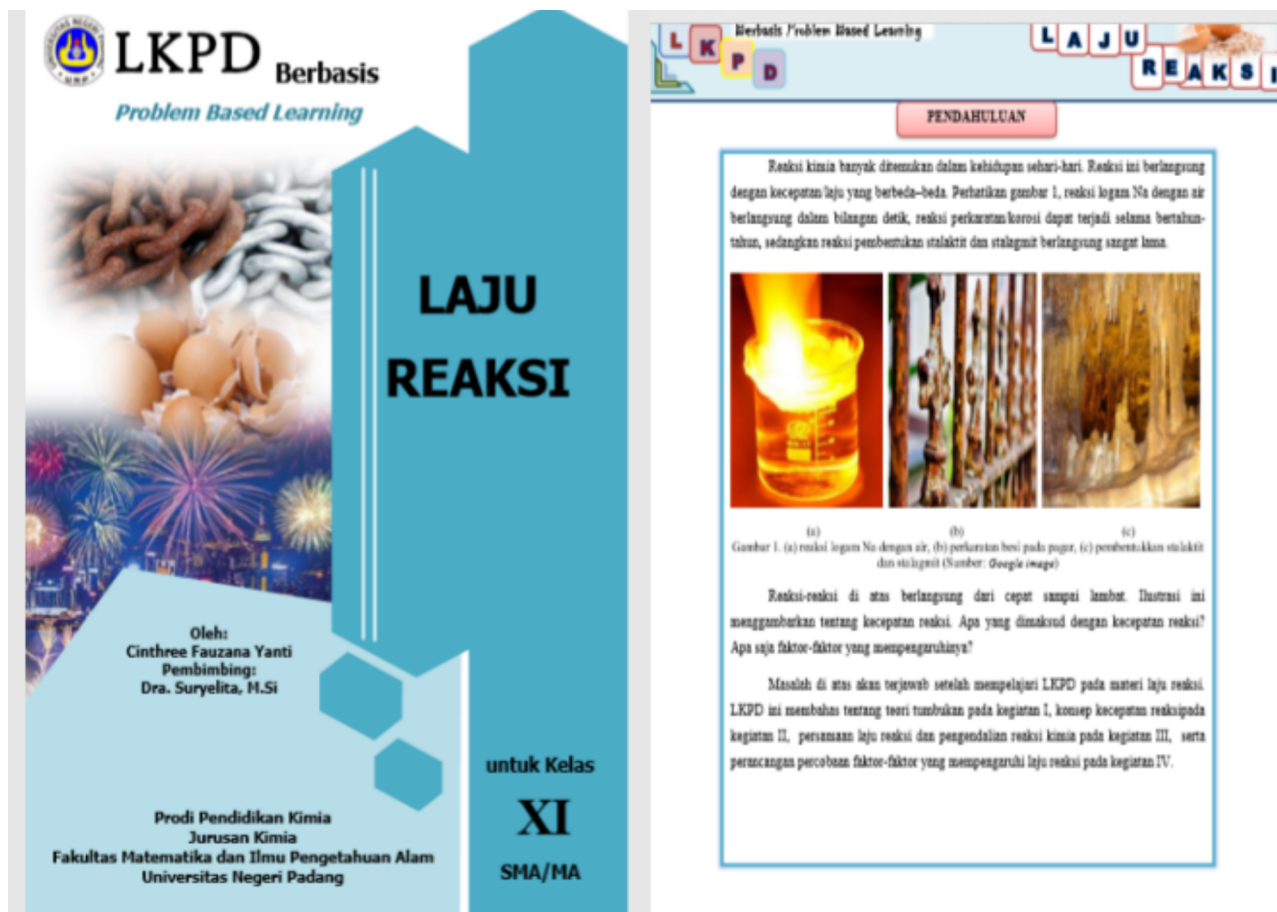 LKPD Berbasis
Problem Based Learning
LAJU
REAKSI
Oleh:
Cinthree Fauzana Yanti
Pembimbing:
Dra. Suryelita, M.Si
untuk Kelas
XI
SMA/MA
Prodi Pendidikan Kimia
Jurusan Kimia
Fakultas Matematika dan Ilmu Pengetahuan Alam
Universitas Negeri Padang
Berbasis Problem Based Learning
LKPD
LAJU
REAKSI
PENDAHULUAN
Reaksi kimia banyak ditemukan dalam kehidupan sehari-hari. Reaksi ini berlangsung
dengan kecepatan/laju yang berbeda–beda. Perhatikan gambar 1, reaksi logam Na dengan air
berlangsung dalam bilangan detik, reaksi perkaratan/korosi dapat terjadi selama bertahun-
tahun, sedangkan reaksi pembentukan stalaktit dan stalagmit berlangsung sangat lama.
(a) (b) (c)
Gambar 1. (a) reaksi logam Na dengan air, (b) perkaratan besi pada pagar, (c) pembentukkan stalaktit
dan stalagmit (Sumber: Google image)
Reaksi-reaksi di atas berlangsung dari cepat sampai lambat. Ilustrasi ini
menggambarkan tentang kecepatan reaksi. Apa yang dimaksud dengan kecepatan reaksi?
Apa saja faktor-faktor yang mempengaruhinya?
Masalah di atas akan terjawab setelah mempelajari LKPD pada materi laju reaksi.
LKPD ini membahas tentang teori tumbukan pada kegiatan I, konsep kecepatan reaksipada
kegiatan II, persamaan laju reaksi dan pengendalian reaksi kimia pada kegiatan III, serta
perancangan percobaan faktor-faktor yang mempengaruhi laju reaksi pada kegiatan IV.